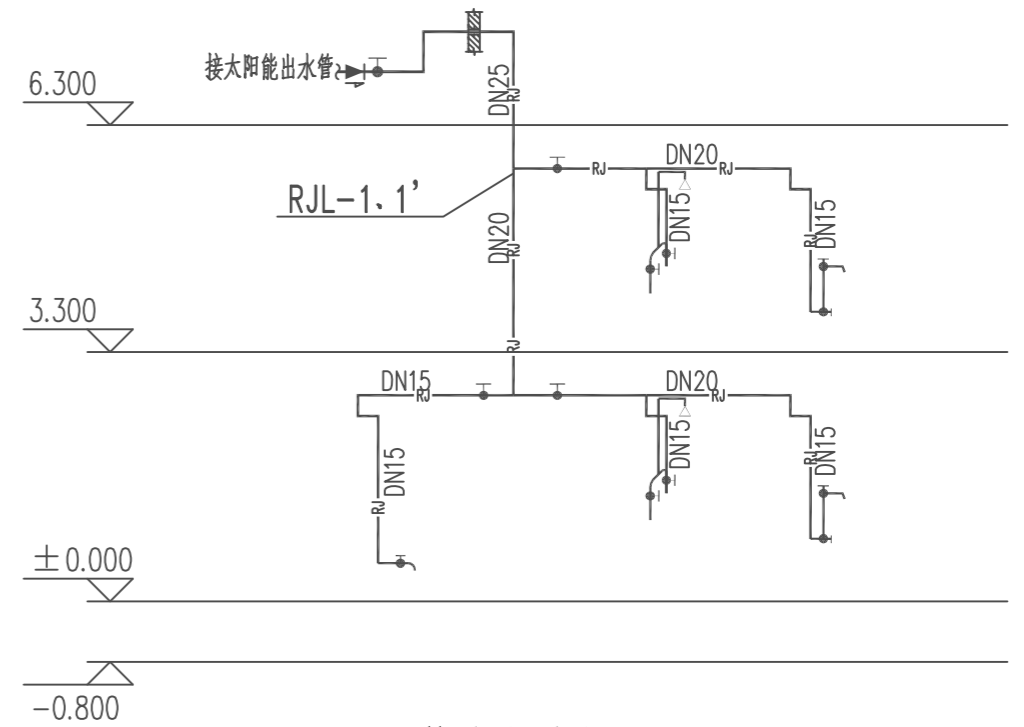 接太阳能出水管
6.300
DN25
RJ
DN20
RJ
RJ
RJL-1、1'
DN20
RJ
DN15
DN15
RJ
3.300
RJ
DN15
RJ
DN20
RJ
DN15
DN15
RJ
DN15
RJ
±0.000
-0.800